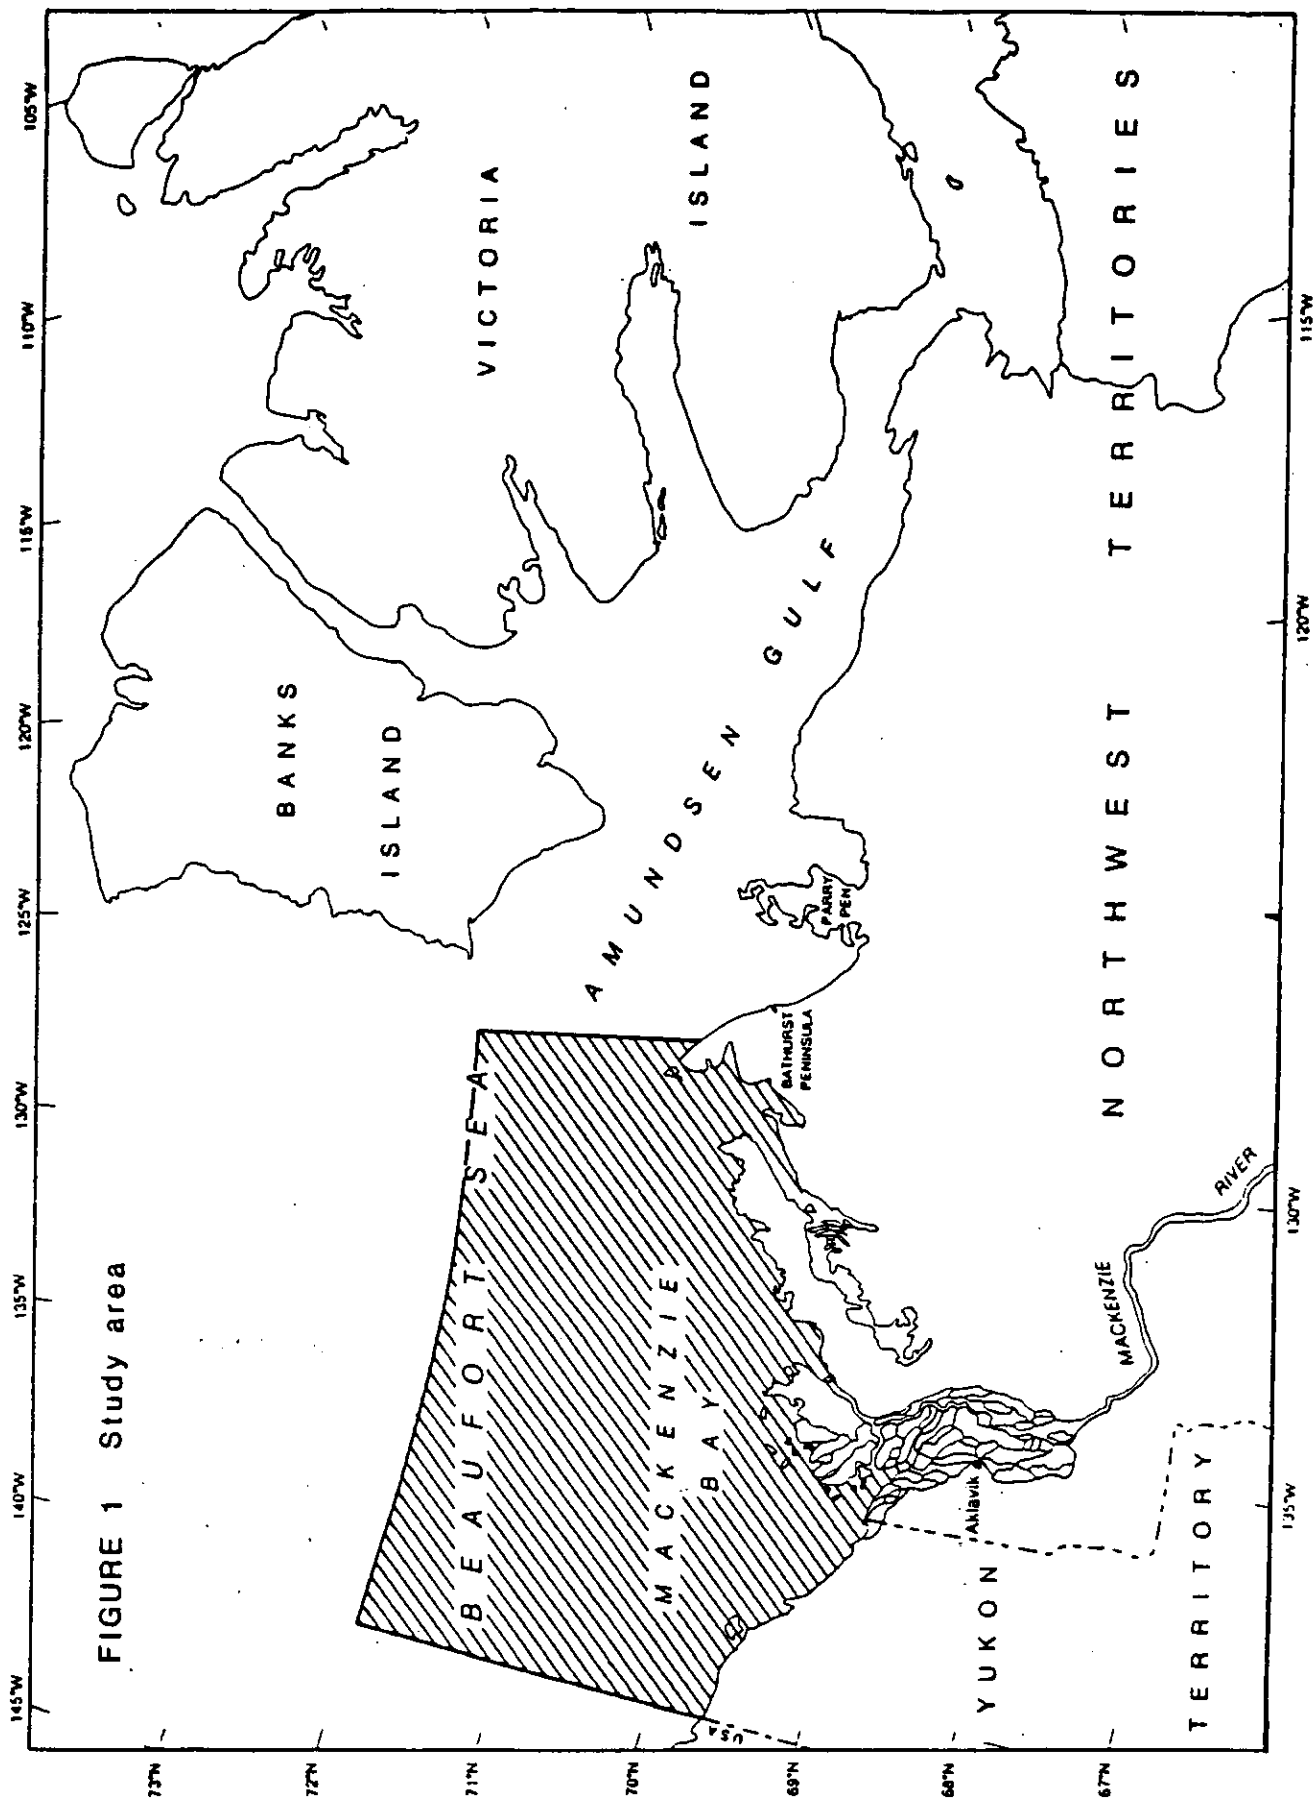 FIGURE 1 Study area
145°W
140°W
135°W
130°W
125°W
120°W
115°W
110°W
105°W
73°N
72°N
71°N
70°N
69°N
68°N
67°N
BEAUFORT SEA
MACKENZIE
BAY
BANKS
ISLAND
VICTORIA
ISLAND
AMUNDSEN GULF
PARRY
PEN
BATHURST
PENINSULA
USA
YUKON
TERRITORY
Aklavik
MACKENZIE
RIVER
NORTHWEST TERRITORIES
135°W
130°W
120°W
115°W